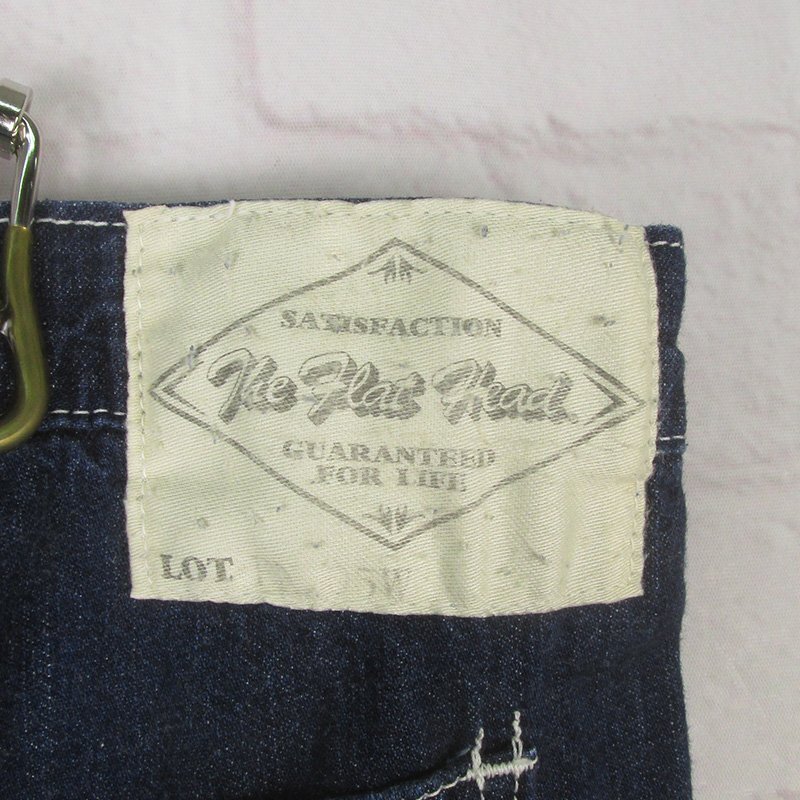 SATISFACTION
The Flat Head
GUARANTEED
FOR LIFE
LOT.